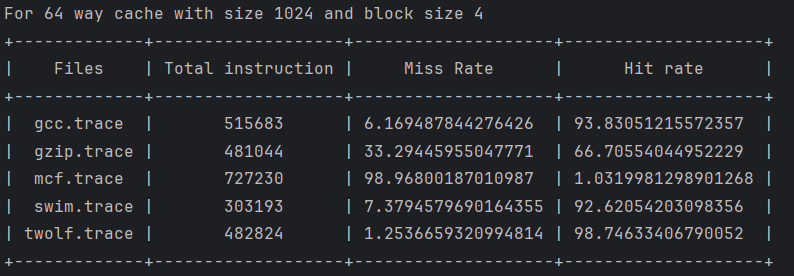 For 64 way cache with size 1024 and block size 4
+-------------+-------------------+--------------------+--------------------+
|    Files    | Total instruction |     Miss Rate      |      Hit rate      |
+-------------+-------------------+--------------------+--------------------+
|  gcc.trace  |       515683      | 6.169487844276426  | 93.83051215572357  |
|  gzip.trace |       481044      | 33.29445955047771  | 66.70554044952229  |
|  mcf.trace  |       727230      | 98.96800187010987  | 1.0319981298901268 |
|  swim.trace |       303193      | 7.3794579690164355 | 92.62054203098356  |
| twolf.trace |       482824      | 1.2536659320994814 | 98.74633406790052  |
+-------------+-------------------+--------------------+--------------------+